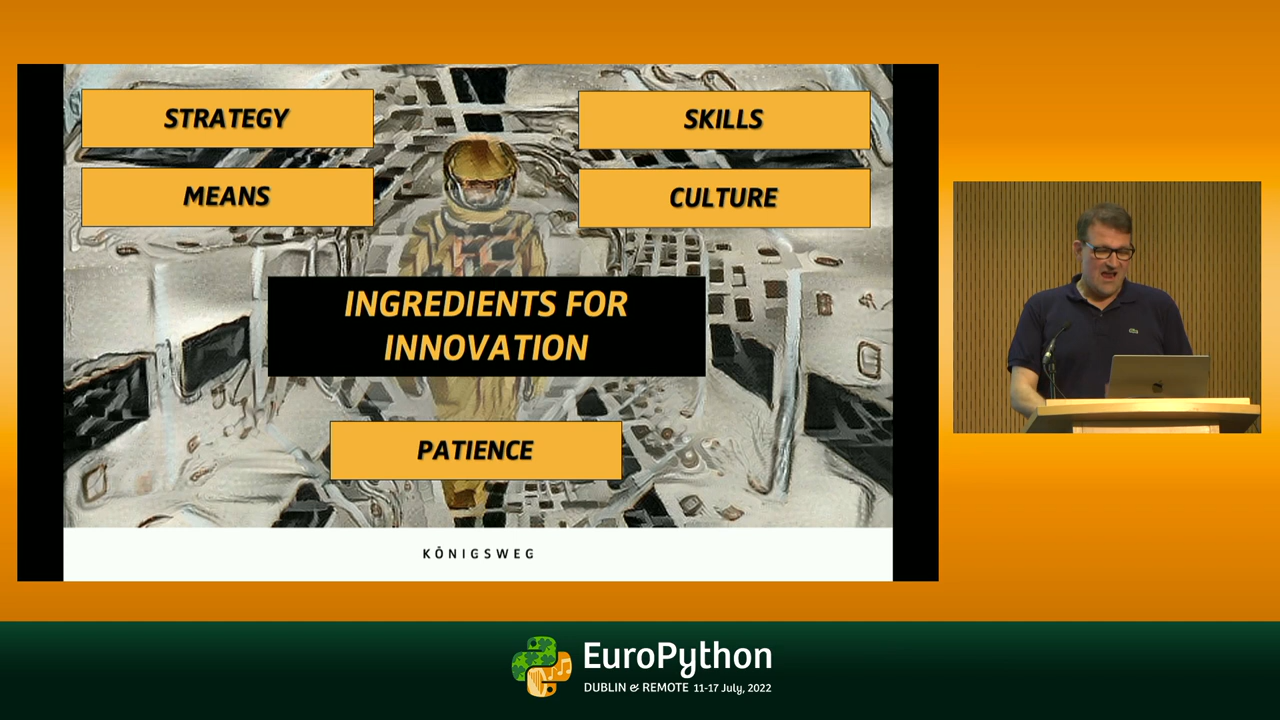 STRATEGY
SKILLS
MEANS
CULTURE
INGREDIENTS FOR
INNOVATION
PATIENCE
KÖNIGSWEG
EuroPython
DUBLIN & REMOTE 11-17 July, 2022